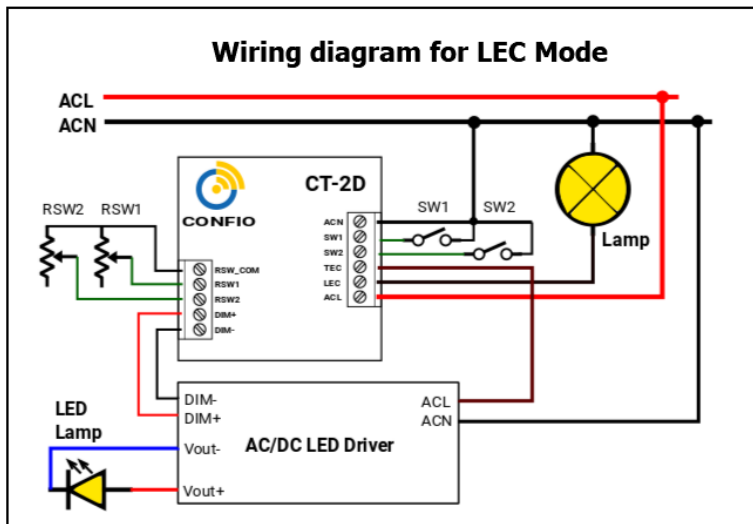 Wiring diagram for LEC Mode
ACL
ACN
RSW2 RSW1
CONFIO
CT-2D
ACN
SW1
SW2
TEC
LEC
ACL
SW1 SW2
Lamp
RSW_COM
RSW1
RSW2
DIM+
DIM-
LED
Lamp
DIM-
DIM+
Vout-
Vout+
AC/DC LED Driver
ACL
ACN